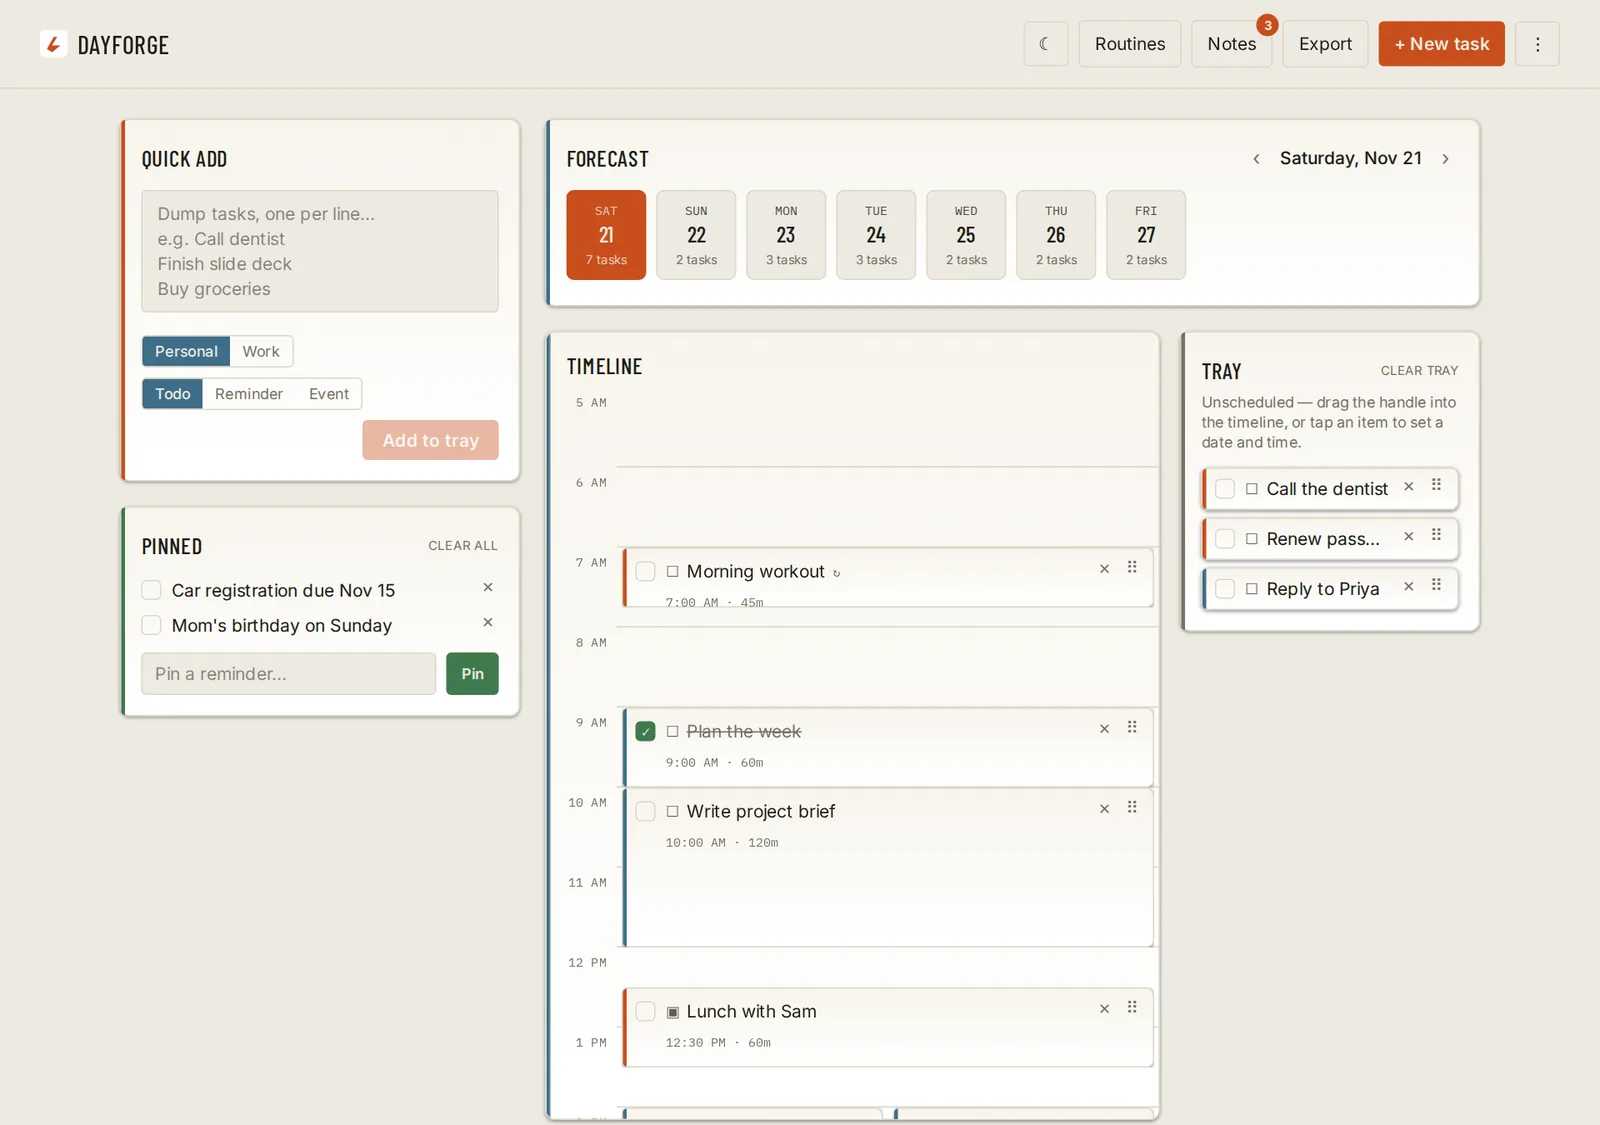 DAYFORGE
Routines
Notes
3
Export
+ New task
QUICK ADD
Dump tasks, one per line...
e.g. Call dentist
Finish slide deck
Buy groceries
Personal
Work
Todo
Reminder
Event
Add to tray
PINNED
CLEAR ALL
Car registration due Nov 15
Mom's birthday on Sunday
Pin a reminder...
Pin
FORECAST
Saturday, Nov 21
SAT
21
7 tasks
SUN
22
2 tasks
MON
23
3 tasks
TUE
24
3 tasks
WED
25
2 tasks
THU
26
2 tasks
FRI
27
2 tasks
TIMELINE
5 AM
6 AM
7 AM
Morning workout
7:00 AM · 45m
8 AM
9 AM
Plan the week
9:00 AM · 60m
10 AM
Write project brief
10:00 AM · 120m
11 AM
12 PM
Lunch with Sam
12:30 PM · 60m
1 PM
TRAY
CLEAR TRAY
Unscheduled — drag the handle into
the timeline, or tap an item to set a
date and time.
Call the dentist
Renew pass...
Reply to Priya